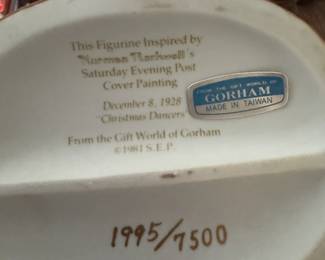 This Figurine Inspired by
Norman Rockwell's
Saturday Evening Post
Cover Painting
December 8, 1928
"Christmas Dancers"
From the Gift World of Gorham
©1981 S.E.P.
FROM THE GIFT WORLD OF
GORHAM
MADE IN TAIWAN
1995/7500